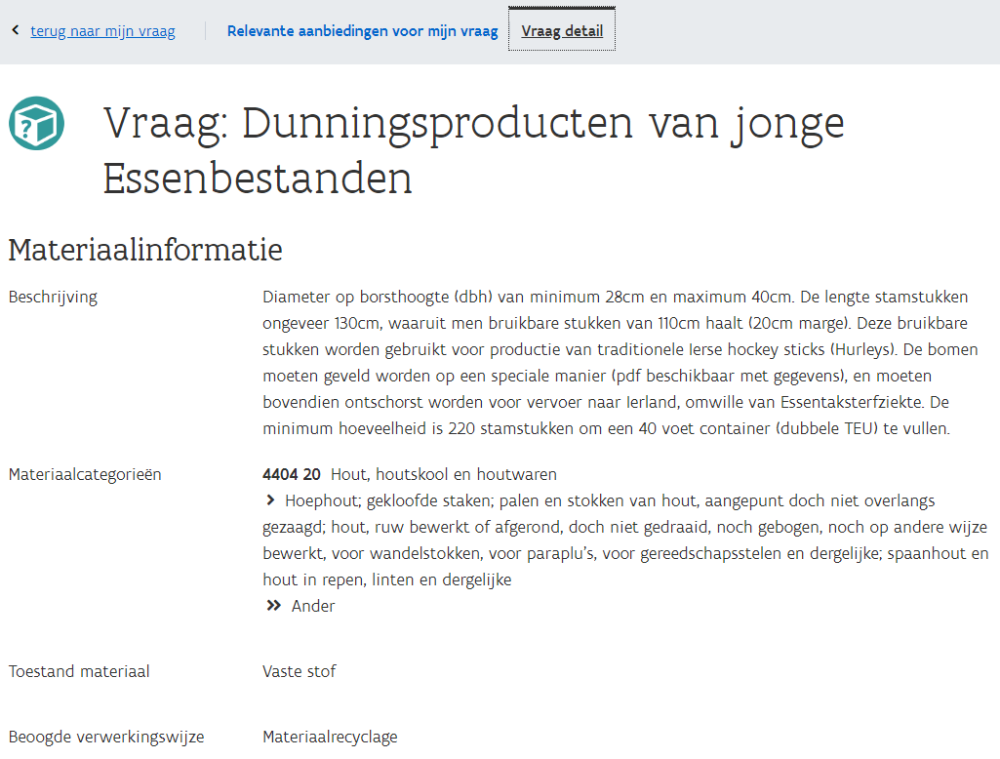 terug naar mijn vraag Relevante aanbiedingen voor mijn vraag Vraag detail
?
Vraag: Dunningsproducten van jonge
Essenbestanden
Materiaalinformatie
Beschrijving Diameter op borsthoogte (dbh) van minimum 28cm en maximum 40cm. De lengte stamstukken
ongeveer 130cm, waaruit men bruikbare stukken van 110cm haalt (20cm marge). Deze bruikbare
stukken worden gebruikt voor productie van traditionele Ierse hockey sticks (Hurleys). De bomen
moeten geveld worden op een speciale manier (pdf beschikbaar met gegevens), en moeten
bovendien ontschorst worden voor vervoer naar Ierland, omwille van Essentaksterfziekte. De
minimum hoeveelheid is 220 stamstukken om een 40 voet container (dubbele TEU) te vullen.
Materiaalcategorieën 4404 20 Hout, houtskool en houtwaren
Hoephout; gekloofde staken; palen en stokken van hout, aangepunt doch niet overlangs
gezaagd; hout, ruw bewerkt of afgerond, doch niet gedraaid, noch gebogen, noch op andere wijze
bewerkt, voor wandelstokken, voor paraplu's, voor gereedschapsstelen en dergelijke; spaanhout en
hout in repen, linten en dergelijke
Ander
Toestand materiaal Vaste stof
Beoogde verwerkingswijze Materiaalrecyclage